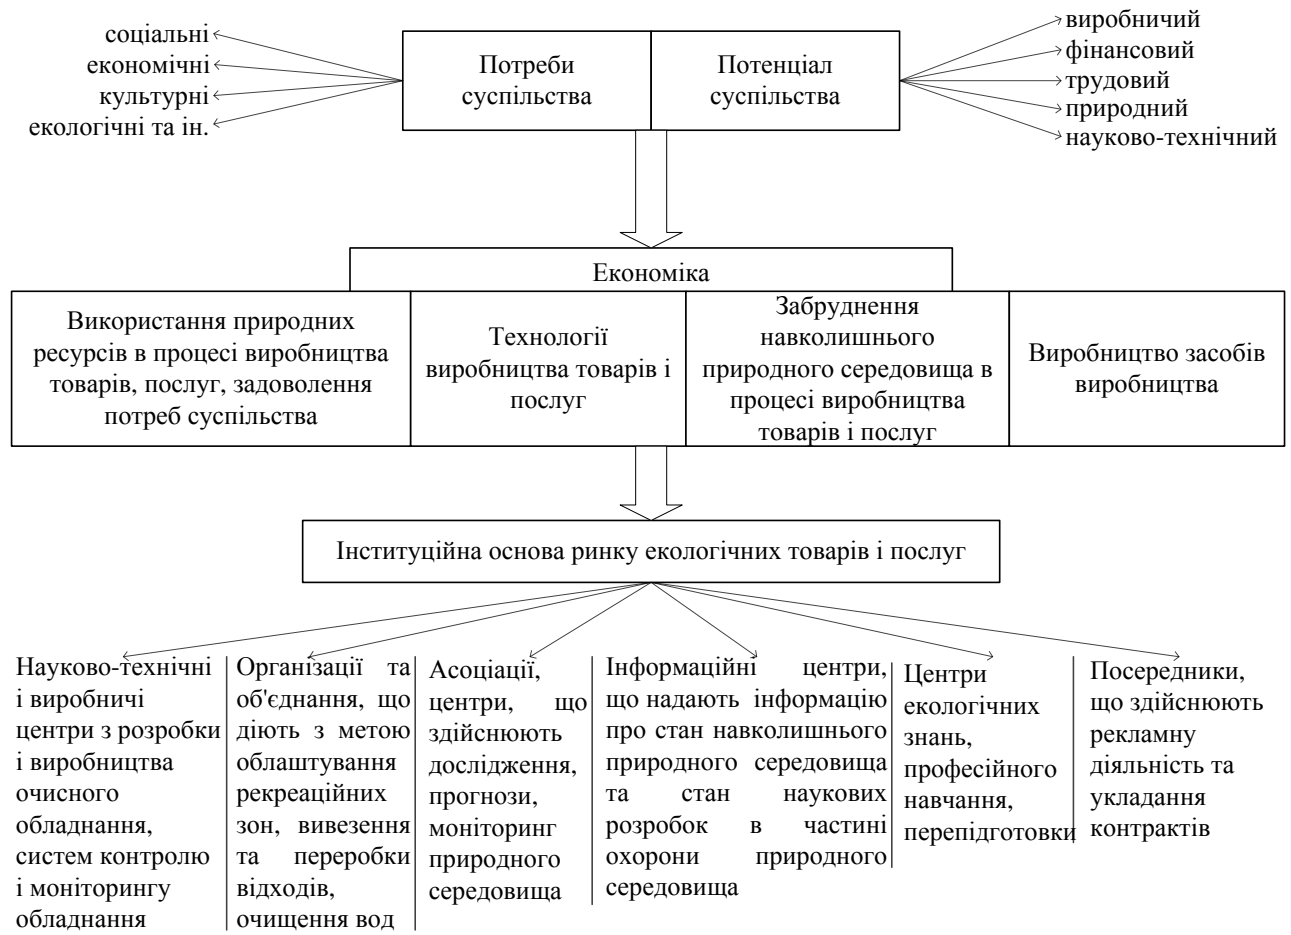 соціальні
економічні
культурні
екологічні та ін.
Потреби
суспільства
Потенціал
суспільства
виробничий
фінансовий
трудовий
природний
науково-технічний
Економіка
Використання природних
ресурсів в процесі виробництва
товарів, послуг, задоволення
потреб суспільства
Технології
виробництва товарів і
послуг
Забруднення
навколишнього
природного середовища в
процесі виробництва
товарів і послуг
Виробництво засобів
виробництва
Інституційна основа ринку екологічних товарів і послуг
Науково-технічні
і виробничі
центри з розробки
і виробництва
очисного
обладнання,
систем контролю
і моніторингу
обладнання
Організації та
об'єднання, що
діють з метою
облаштування
рекреаційних
зон, вивезення
та переробки
відходів,
очищення вод
Асоціації,
центри, що
здійснюють
дослідження,
прогнози,
моніторинг
природного
середовища
Інформаційні центри,
що надають інформацію
про стан навколишнього
природного середовища
та стан наукових
розробок в частині
охорони природного
середовища
Центри
екологічних
знань,
професійного
навчання,
перепідготовки
Посередники,
що здійснюють
рекламну
діяльність та
укладання
контрактів